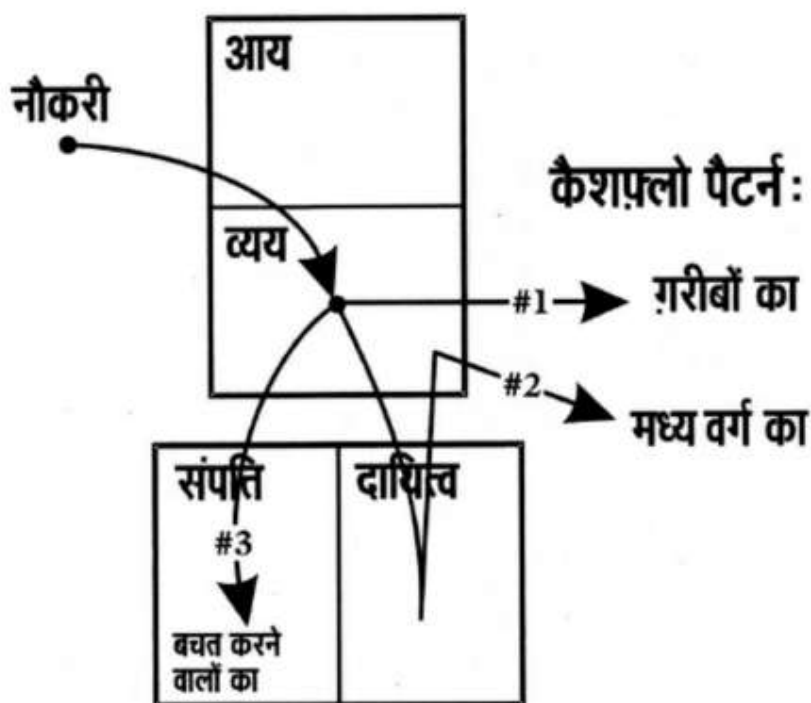 आय
नौकरी
कैशफ़्लो पैटर्न :
व्यय
#1
ग़रीबों का
#2
मध्य वर्ग का
संपत्ति
दायित्व
#3
बचत करने
वालों का